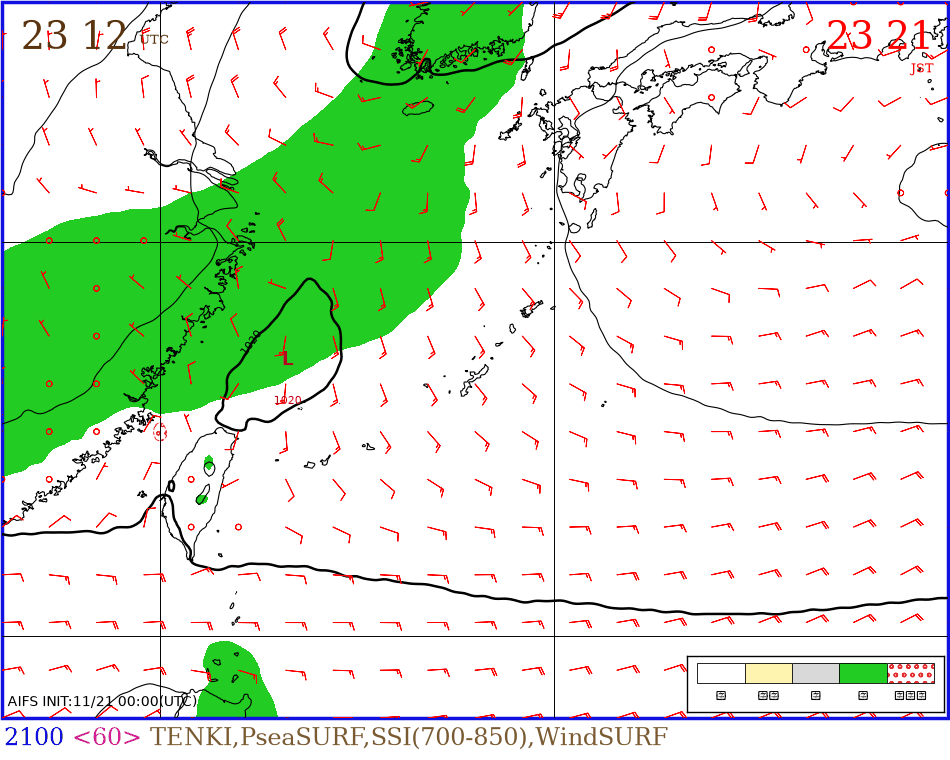 23 12 UTC
23 21
JST
1020
L
1020
AIFS INIT:11/21 00:00(UTC)
2100 <60> TENKI,PseaSURF,SSI(700-850),WindSURF